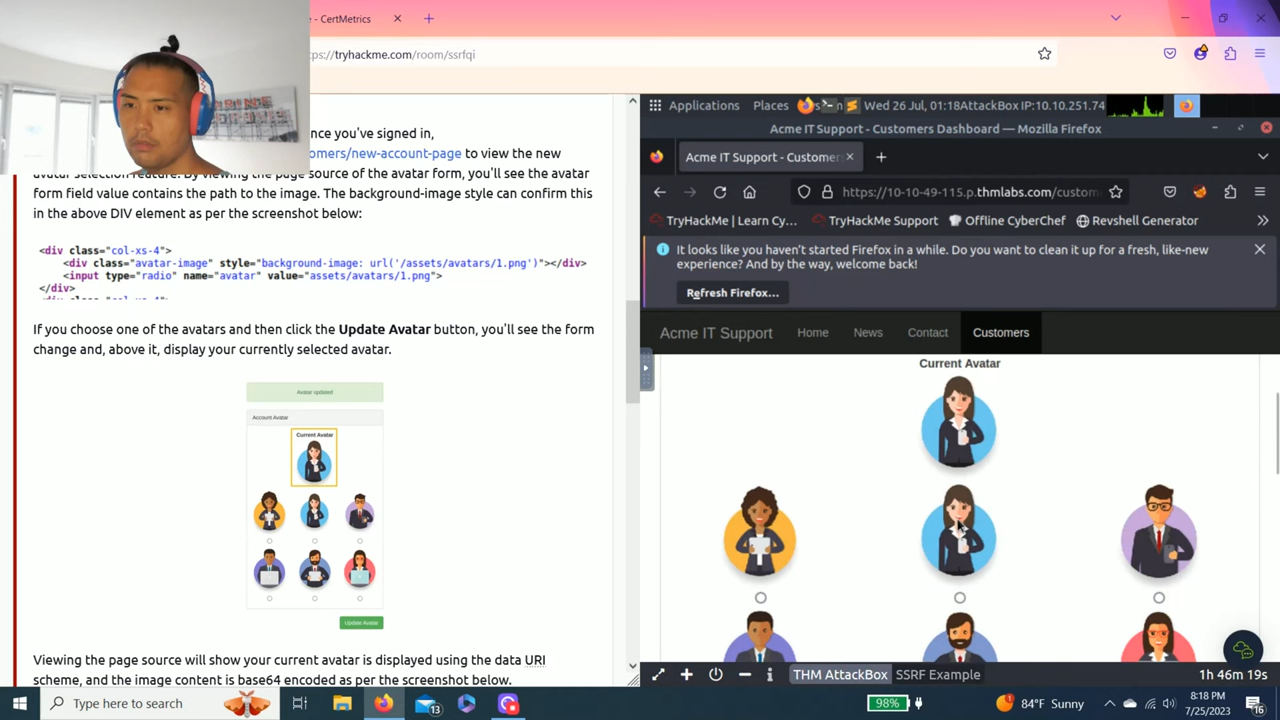 - CertMetrics
tps://tryhackme.com/room/ssrfqi
Applications Places Wed 26 Jul, 01:18 AttackBox IP:10.10.251.74
Acme IT Support - Customers Dashboard — Mozilla Firefox
Acme IT Support - Customer
https://10-10-49-115.p.thmlabs.com/custom
TryHackMe | Learn Cy...
TryHackMe Support
Offline CyberChef
Revshell Generator
It looks like you haven't started Firefox in a while. Do you want to clean it up for a fresh, like-new
experience? And by the way, welcome back!
Refresh Firefox...
Acme IT Support Home News Contact Customers
Current Avatar
nce you've signed in,
omers/new-account-page to view the new
avatar selection feature. By viewing the page source of the avatar form, you'll see the avatar
form field value contains the path to the image. The background-image style can confirm this
in the above DIV element as per the screenshot below:
<div class="col-xs-4">
<div class="avatar-image" style="background-image: url('/assets/avatars/1.png')"></div>
<input type="radio" name="avatar" value="assets/avatars/1.png">
</div>
If you choose one of the avatars and then click the Update Avatar button, you'll see the form
change and, above it, display your currently selected avatar.
Avatar updated
Account Avatar
Current Avatar
Update Avatar
Viewing the page source will show your current avatar is displayed using the data URI
scheme, and the image content is base64 encoded as per the screenshot below.
THM AttackBox SSRF Example 1h 46m 19s
Type here to search
13
98%
1
84°F Sunny
8:18 PM
7/25/2023
16